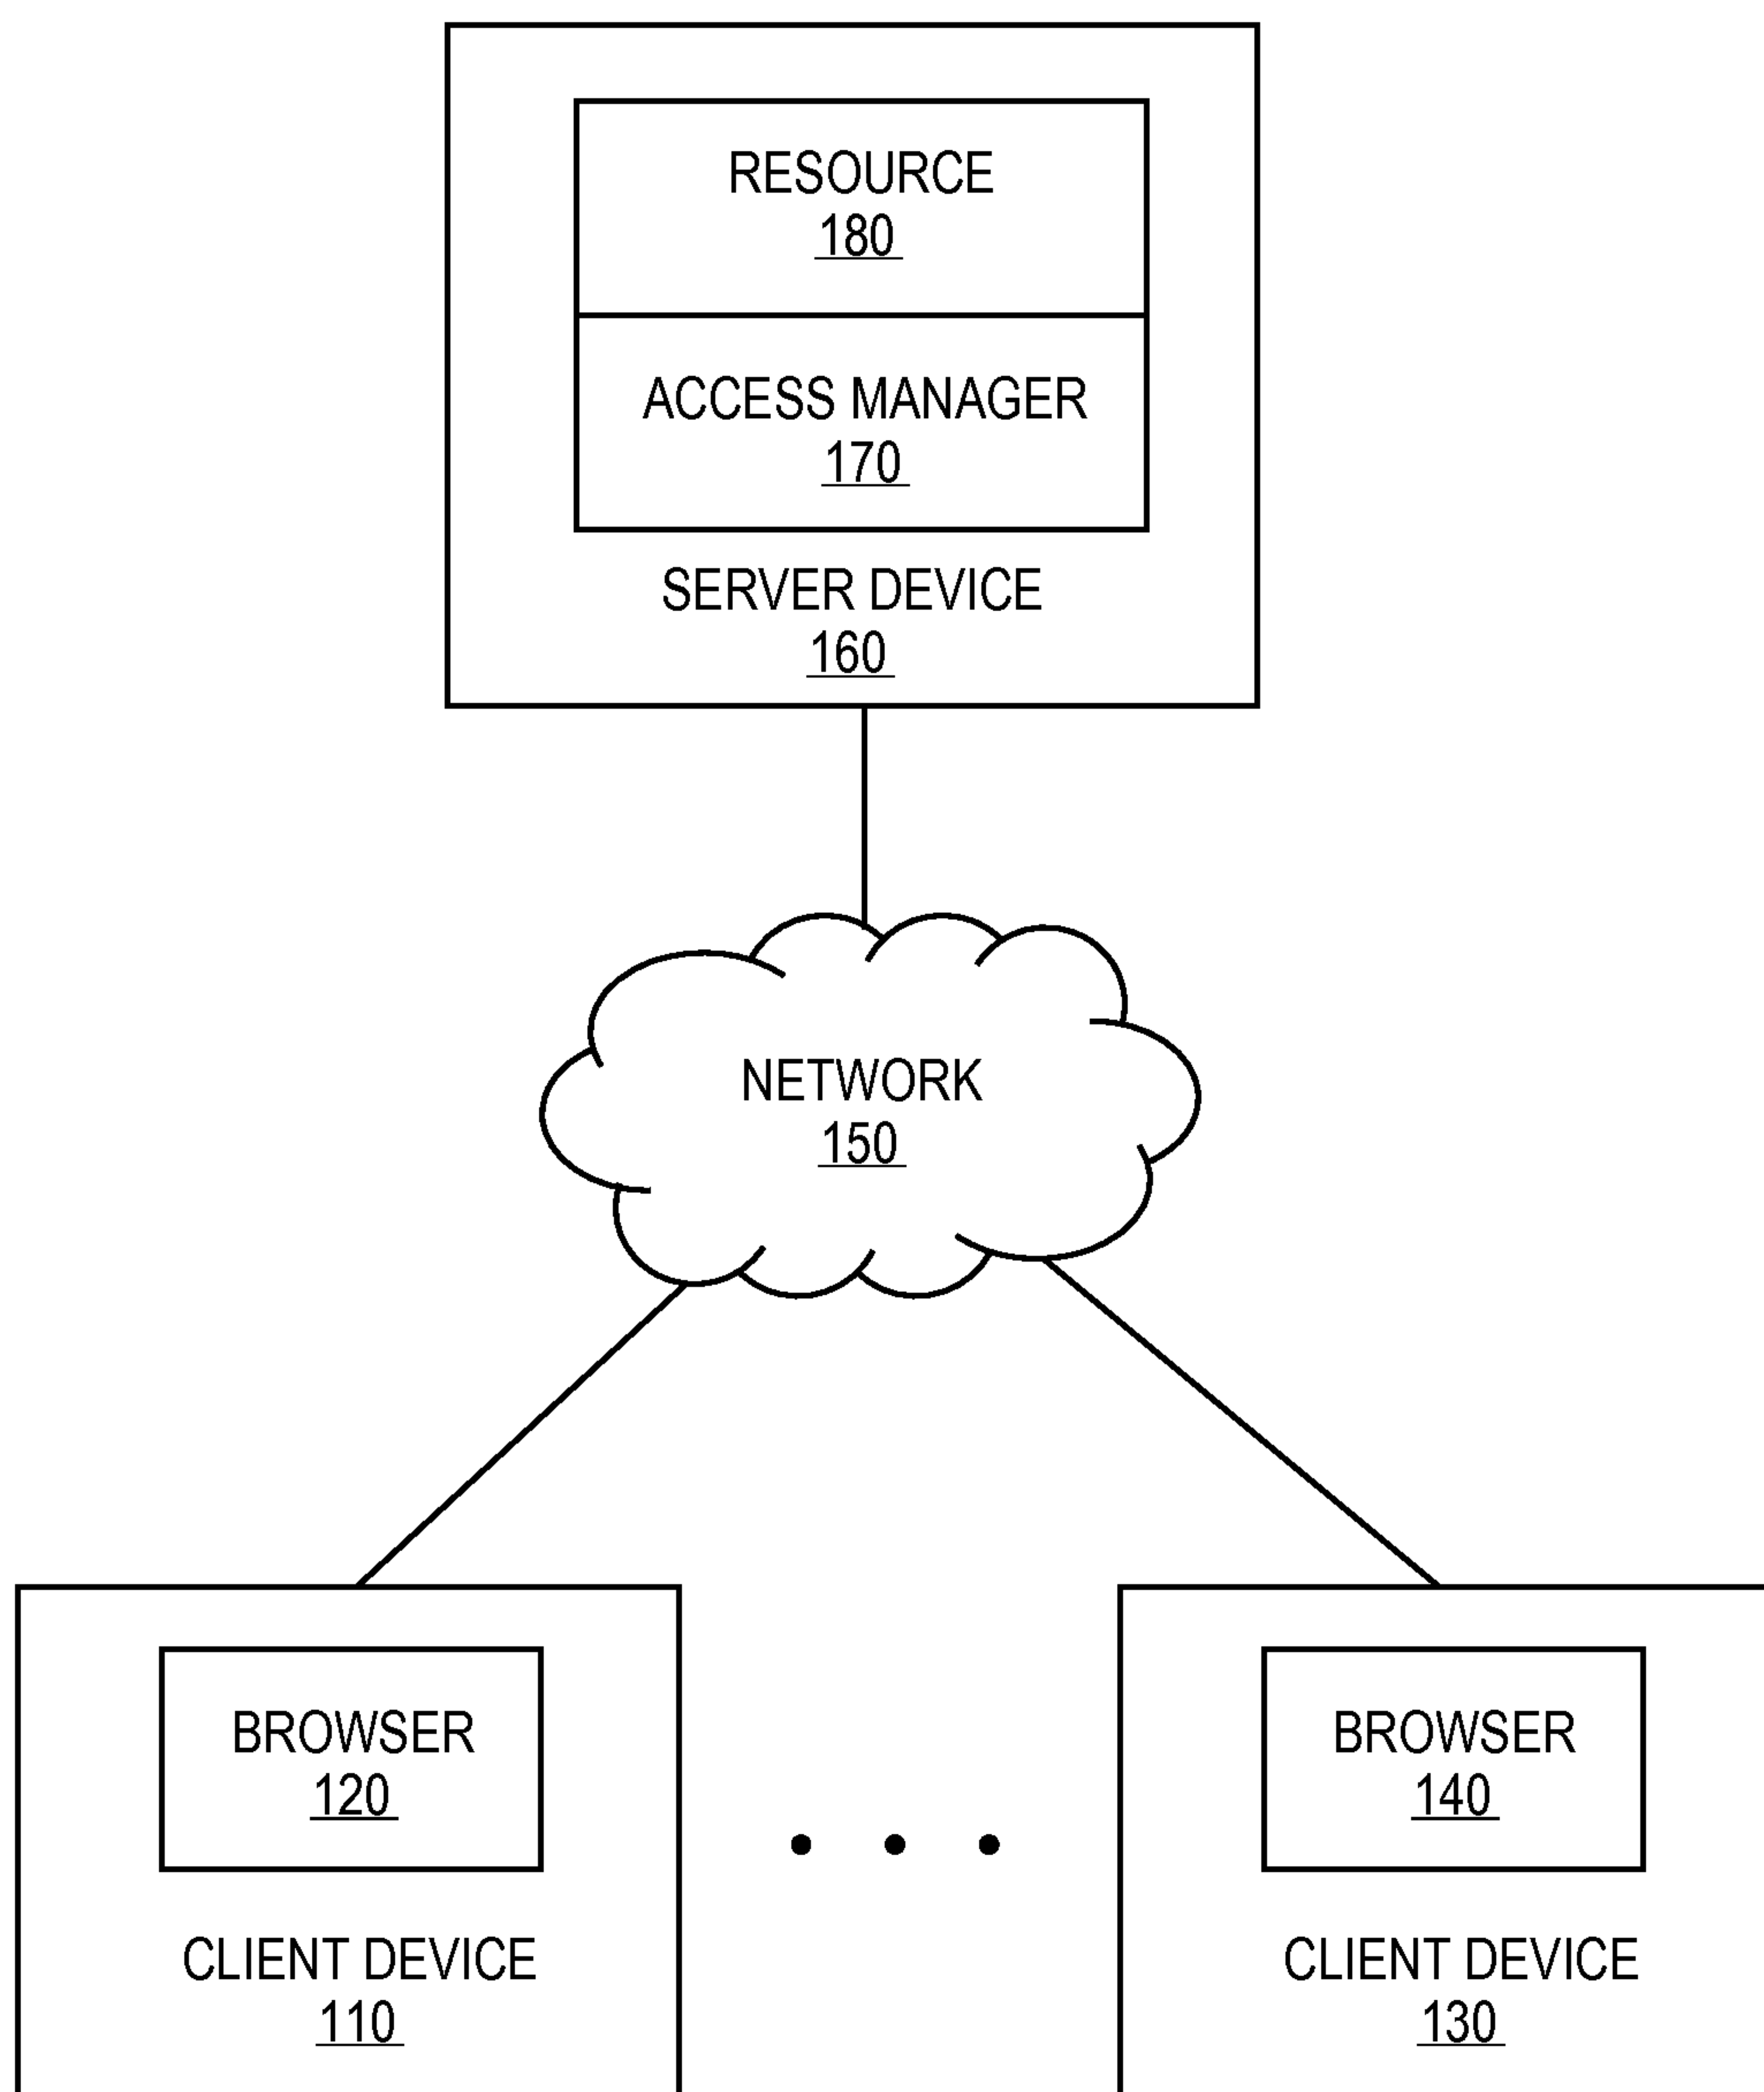 RESOURCE
180
ACCESS MANAGER
170
SERVER DEVICE
160
NETWORK
150
BROWSER
120
CLIENT DEVICE
110
BROWSER
140
CLIENT DEVICE
130